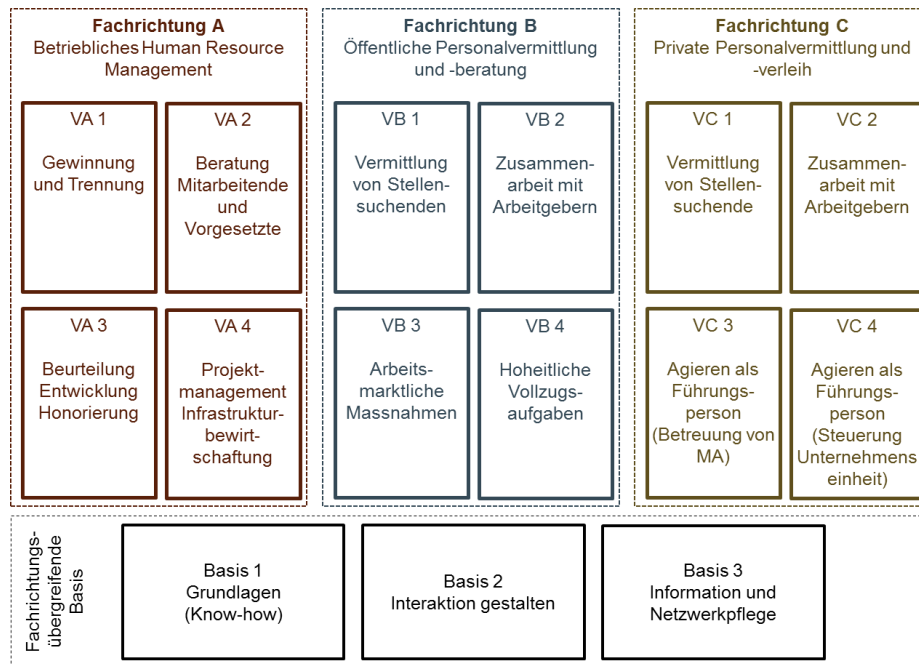 Fachrichtung A
Betriebliches Human Resource
Management
VA 1
Gewinnung
und Trennung
VA 2
Beratung
Mitarbeitende
und
Vorgesetzte
VA 3
Beurteilung
Entwicklung
Honorierung
VA 4
Projekt-
management
Infrastruktur-
bewirt-
schaftung
Fachrichtung B
Öffentliche Personalvermittlung
und -beratung
VB 1
Vermittlung
von Stellen-
suchenden
VB 2
Zusammen-
arbeit mit
Arbeitgebern
VB 3
Arbeits-
marktliche
Massnahmen
VB 4
Hoheitliche
Vollzugs-
aufgaben
Fachrichtung C
Private Personalvermittlung und
-verleih
VC 1
Vermittlung
von Stellen-
suchende
VC 2
Zusammen-
arbeit mit
Arbeitgebern
VC 3
Agieren als
Führungs-
person
(Betreuung von
MA)
VC 4
Agieren als
Führungs-
person
(Steuerung
Unternehmens
einheit)
Fachrichtungs-
übergreifende
Basis
Basis 1
Grundlagen
(Know-how)
Basis 2
Interaktion gestalten
Basis 3
Information und
Netzwerkpflege